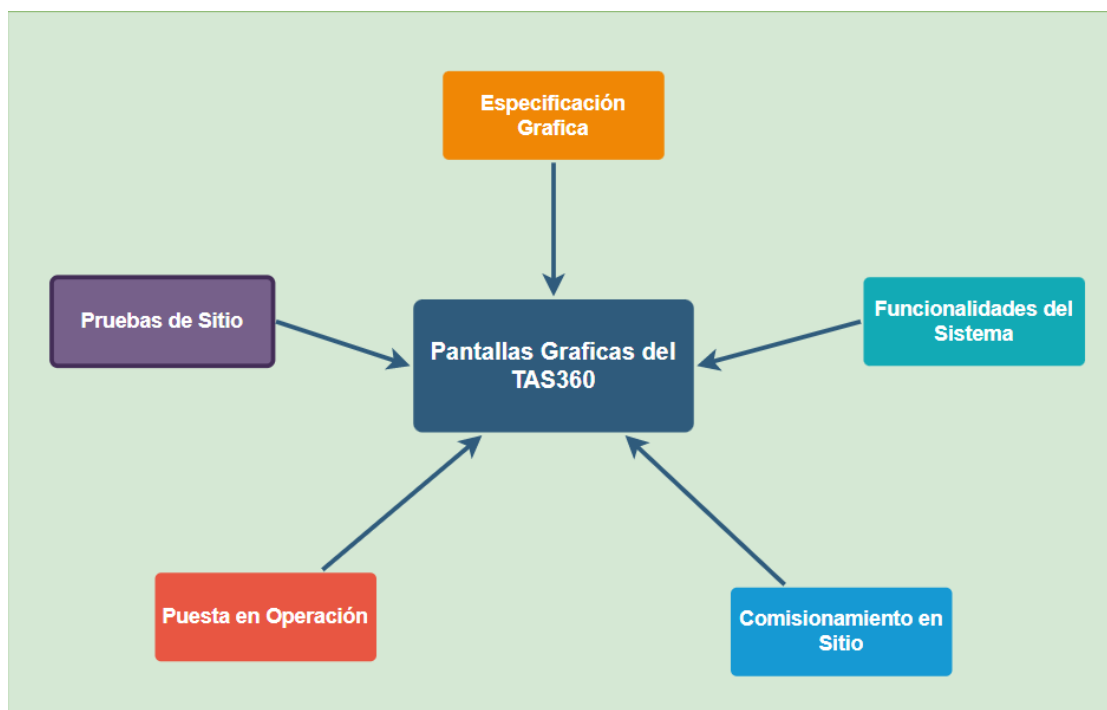 Especificación
Grafica
Pruebas de Sitio
Pantallas Graficas del
TAS360
Funcionalidades del
Sistema
Puesta en Operación
Comisionamiento en
Sitio